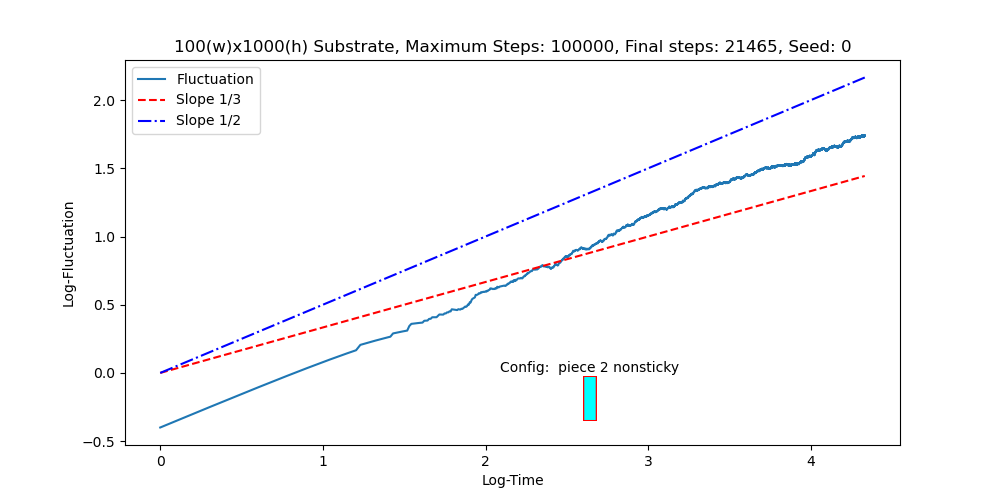 100(w)x1000(h) Substrate, Maximum Steps: 100000, Final steps: 21465, Seed: 0
Fluctuation
Slope 1/3
Slope 1/2
2.0
1.5
1.0
0.5
0.0
−0.5
Log-Fluctuation
Config:  piece 2 nonsticky
0 1 2 3 4
Log-Time